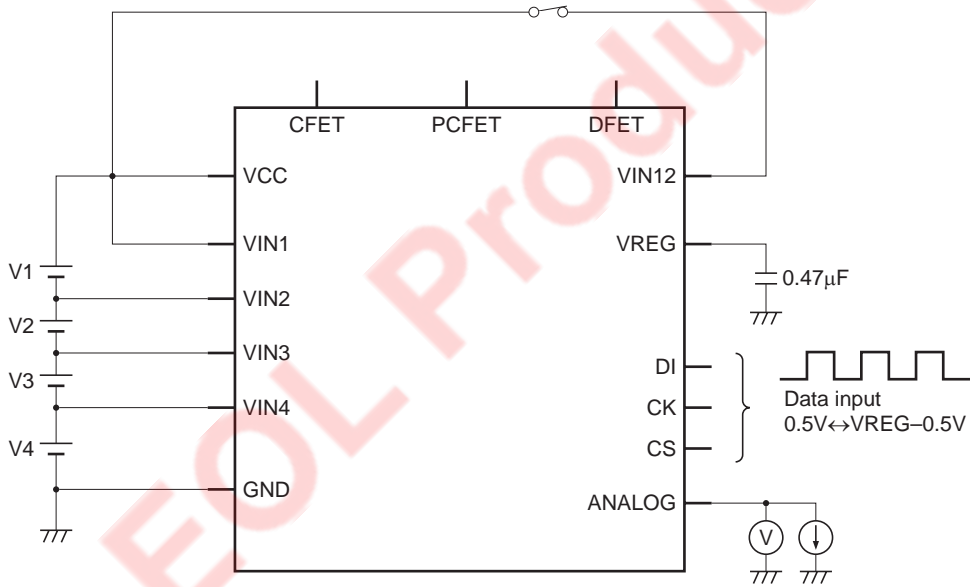 CFET
PCFET
DFET
VCC
VIN12
VIN1
VREG
V1
0.47μF
VIN2
V2
VIN3
DI
V3
Data input
VIN4
CK
0.5V↔VREG–0.5V
V4
CS
GND
ANALOG
V
EOL Produc